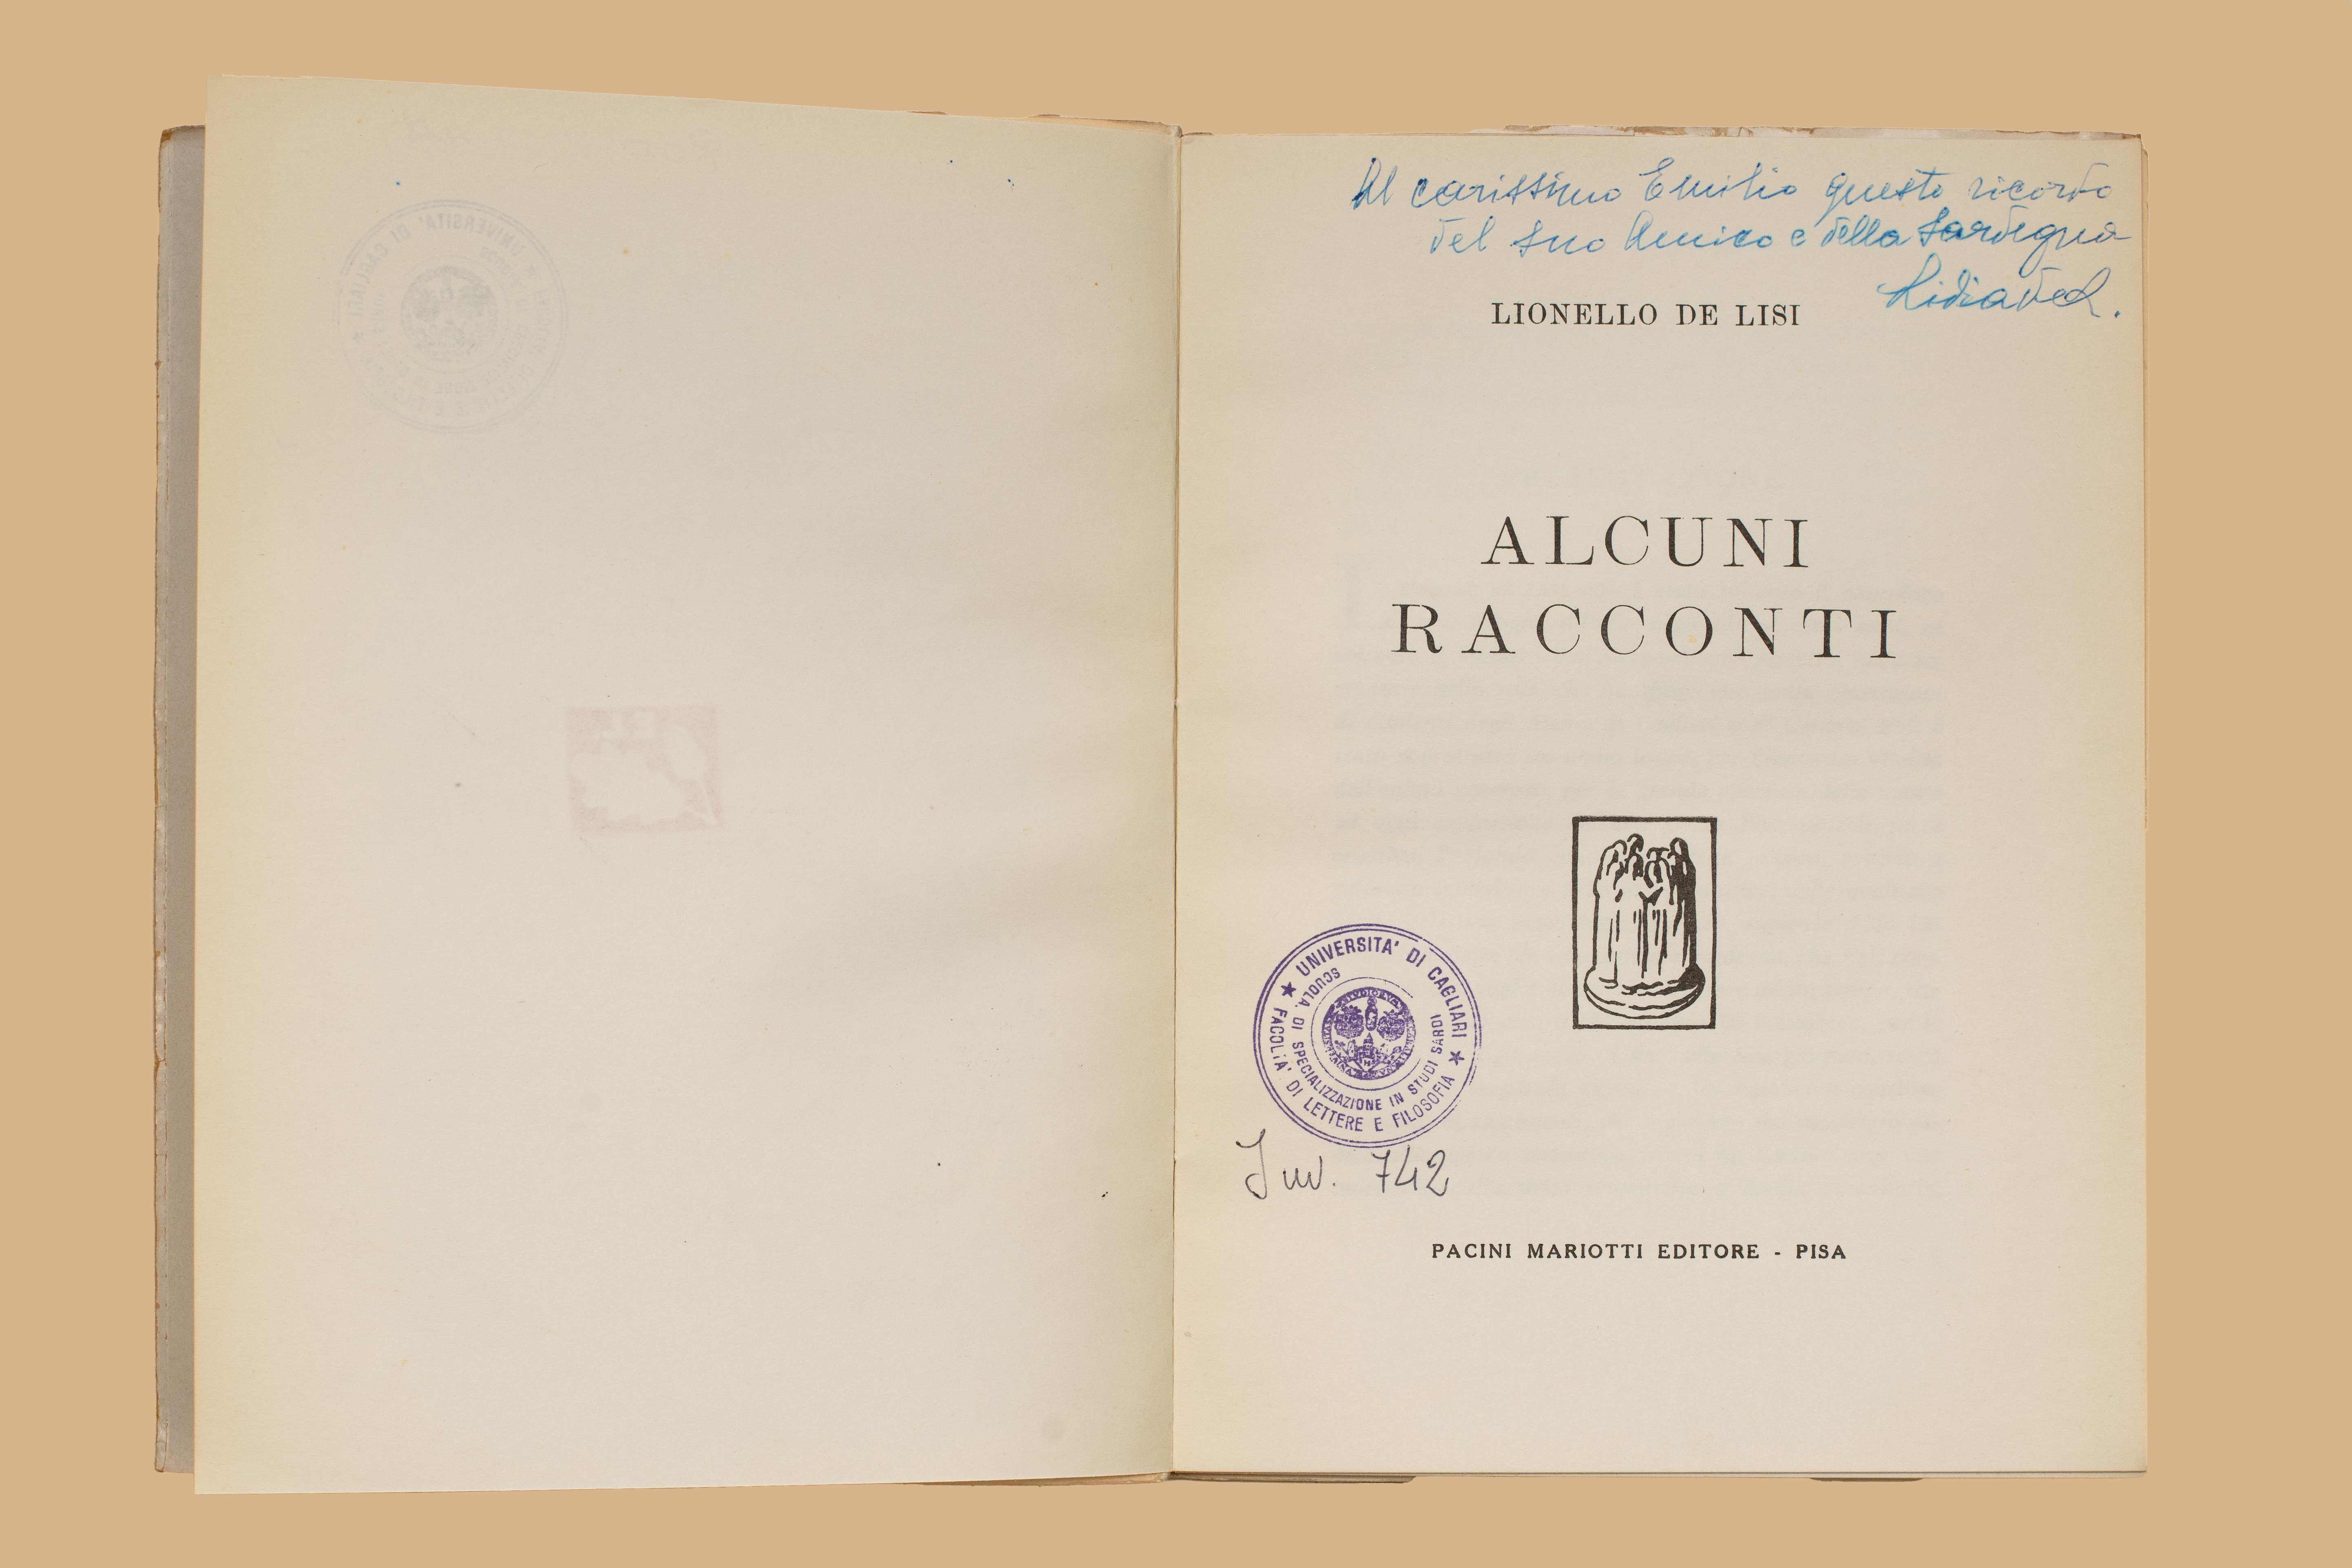 Al carissimo Emilio questo ricordo
del suo Amico e della Sardegna
LIONELLO DE LISI
ALCUNI
RACCONTI
★ UNIVERSITA' DI CAGLIARI ★
FACOLTA' DI LETTERE E FILOSOFIA
SCUOLA DI SPECIALIZZAZIONE IN STUDI SARDI
Inv. 742
PACINI MARIOTTI EDITORE - PISA